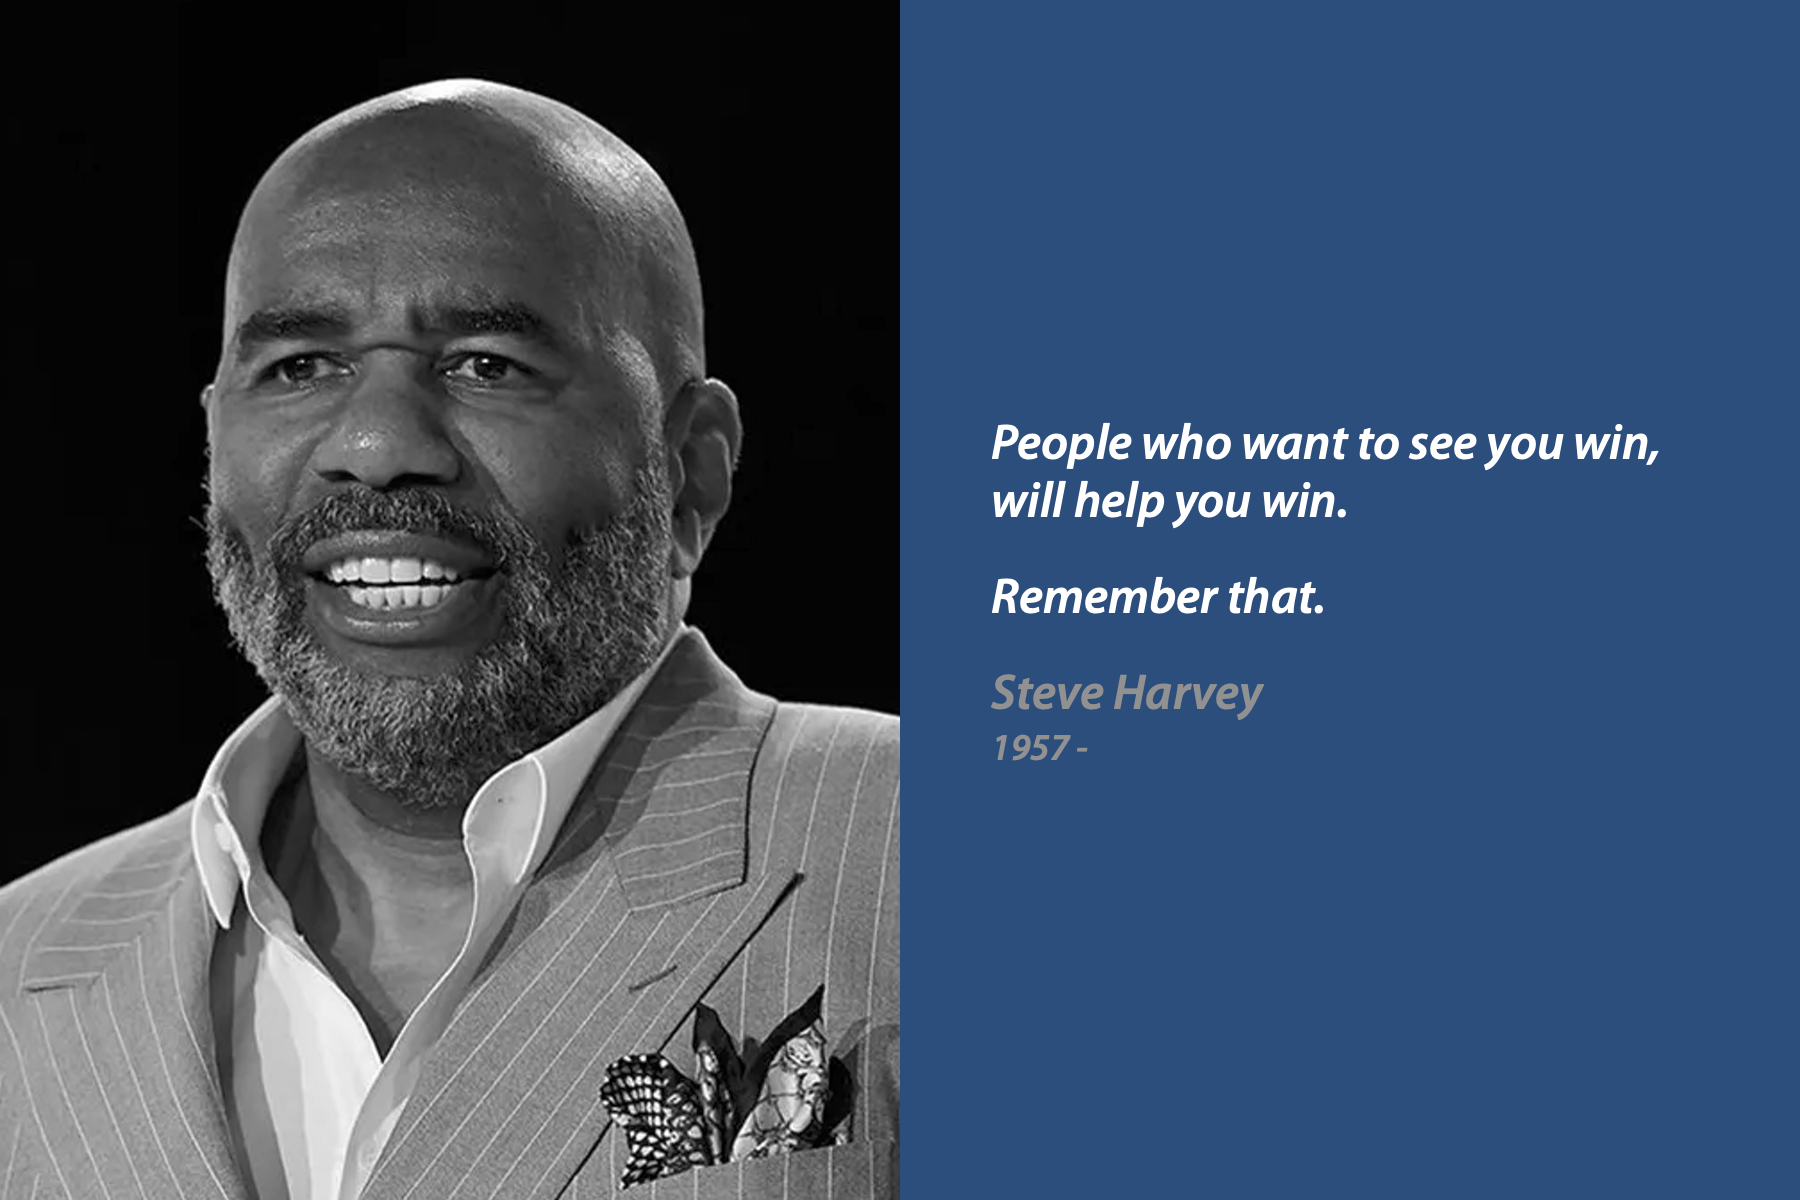 People who want to see you win,
will help you win.
Remember that.
Steve Harvey
1957 -